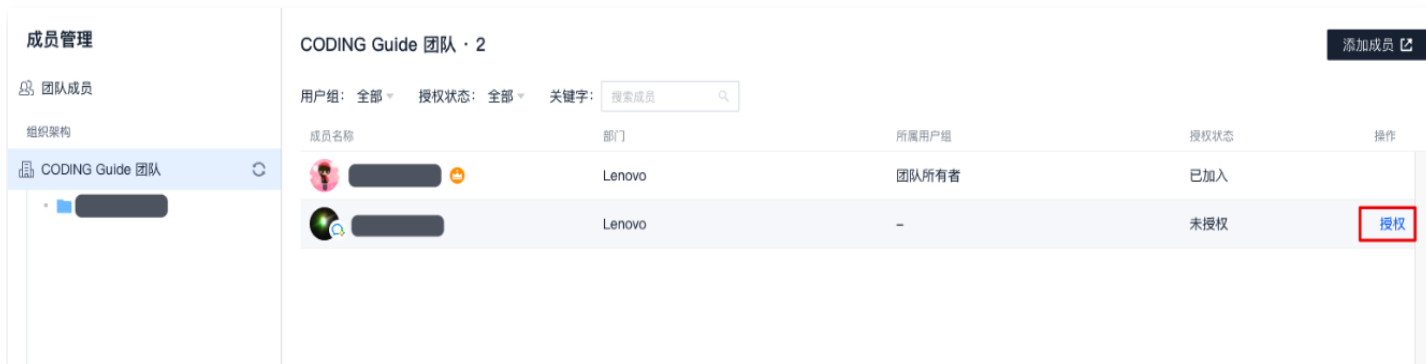 成员管理
团队成员
组织架构
CODING Guide 团队
CODING Guide 团队 · 2
添加成员
用户组： 全部 授权状态： 全部 关键字： 搜索成员
成员名称 部门 所属用户组 授权状态 操作
Lenovo 团队所有者 已加入
Lenovo – 未授权 授权